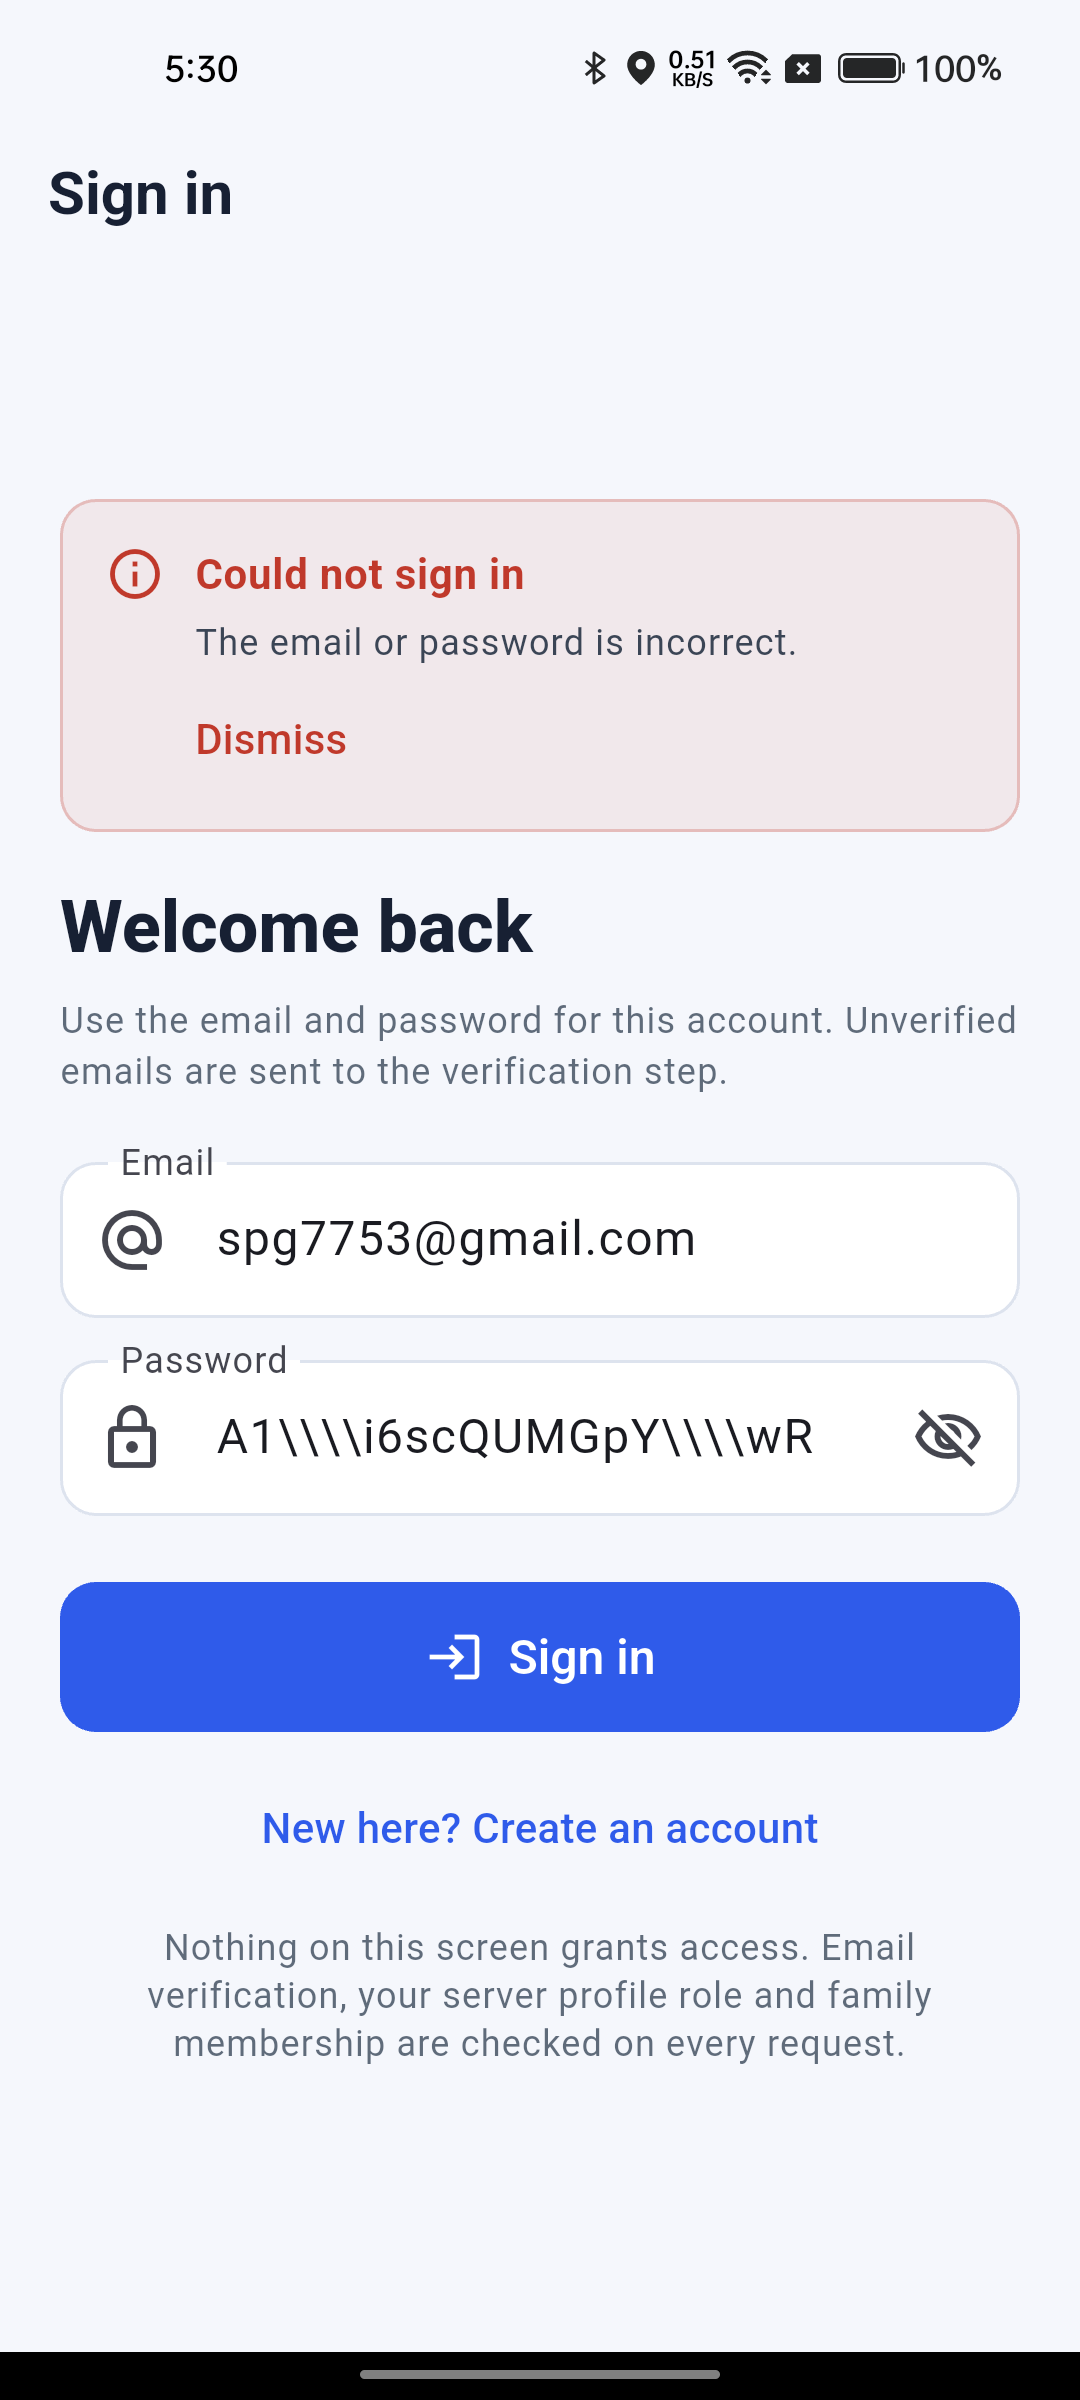 5:30
0.51
KB/S
100%
Sign in
Could not sign in
The email or password is incorrect.
Dismiss
Welcome back
Use the email and password for this account. Unverified
emails are sent to the verification step.
Email
spg7753@gmail.com
Password
A1\\\\i6scQUMGpY\\\\wR
Sign in
New here? Create an account
Nothing on this screen grants access. Email
verification, your server profile role and family
membership are checked on every request.